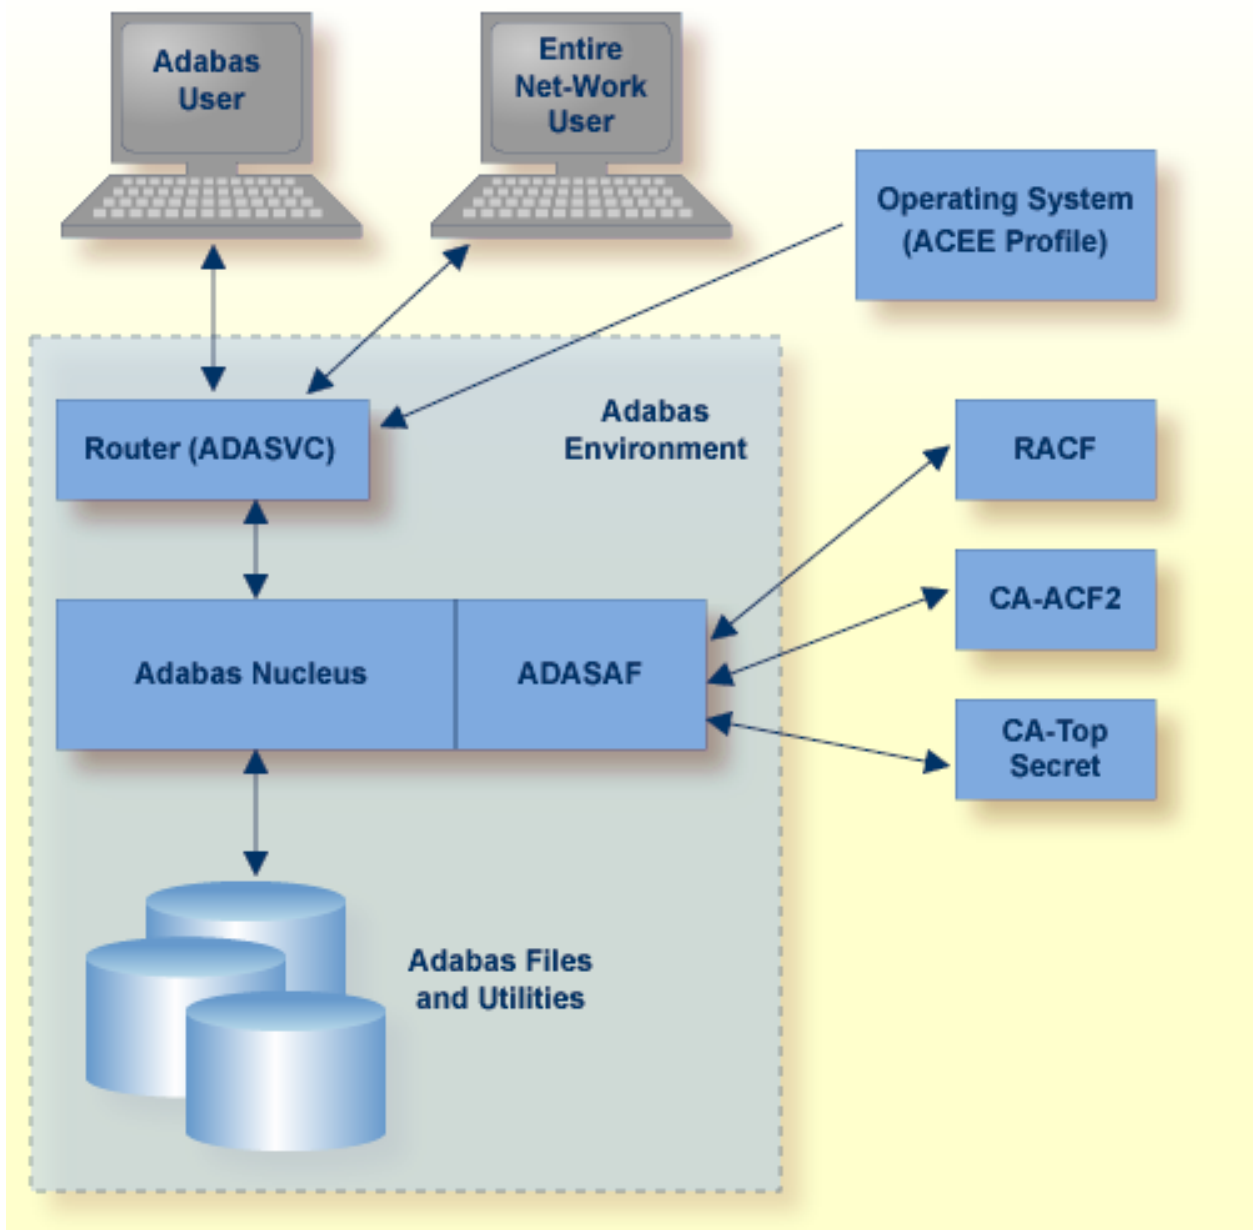 Adabas
User
Entire
Net-Work
User
Operating System
(ACEE Profile)
Adabas
Environment
Router (ADASVC)
RACF
CA-ACF2
Adabas Nucleus
ADASAF
CA-Top
Secret
Adabas Files
and Utilities